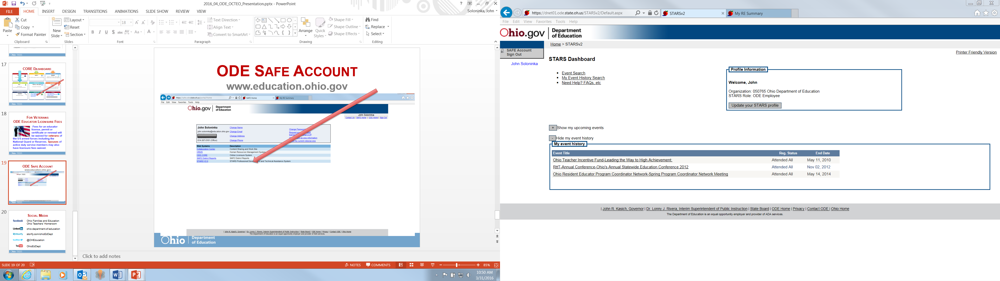 2016_04_ODE_OCTEO_Presentation.pptx - PowerPoint
FILE HOME INSERT DESIGN TRANSITIONS ANIMATIONS SLIDE SHOW REVIEW VIEW
Soloninka, John
Paste
Cut
Copy
Format Painter
Clipboard
New Slide
Layout
Reset
Section
Slides
18
Font
Text Direction
Align Text
Convert to SmartArt
Paragraph
Arrange
Quick Styles
Shape Fill
Shape Outline
Shape Effects
Drawing
Find
Replace
Select
Editing
17
CORE DASHBOARD
18
FOR VETERANS
ODE EDUCATOR LICENSURE FEES
Fees for an educator
license, permit or
certificate or renewal will
be waived for veterans of
the US armed forces including the
National Guard or Reserves. Spouses of
active duty service members may also
have licensure fees waived.
19
ODE SAFE ACCOUNT
www.education.ohio.gov
20
SOCIAL MEDIA
facebook Ohio Families and Education
Ohio Teachers' Homeroom
Linked in ohio-department-of-education
Storify storify.com/ohioEdDept
twitter @OHEducation
YouTube OhioEdDept
ODE SAFE ACCOUNT
www.education.ohio.gov
https://safe.ode.state.oh.us/portal/Home
SAFE Home
My RE Summary
File Edit View Favorites Tools Help
Ohio.gov Department
of Education
John Soloninka
Contact Us | SAFE Home | ODE Home | Sign Out
John Soloninka
john.soloninka@education.ohio.gov
614-387-0161 (Office)
Change Name
Change Email
Change Address
Change Phone
Web Systems Description
Collaboration Center Content Sharing and Work Site
HRMS Human Resources Management System
ODE CORE Online Licensure System
SAFE District Reports SAFE District Reports
STARS V2.0 STARS Professional and Technical Assistance System
| John R. Kasich, Governor | Dr. Lonny J. Rivera, Interim Superintendent of Public Instruction | State Board | ODE Home | Privacy | Contact ODE | Ohio Home
The Department of Education is an equal opportunity employer and provider of ADA services.
Ohio Department
of Education
Click to add notes
SLIDE 19 OF 20
NOTES COMMENTS 85%
10:50 AM
3/31/2016
https://dnet01.ode.state.oh.us/STARSv2/Default.aspx
STARSv2
My RE Summary
File Edit View Favorites Tools Help
Ohio.gov Department
of Education
Home > STARSv2
SAFE Account
Sign Out
John Soloninka
Printer Friendly Version
STARS Dashboard
Event Search
My Event History Search
Need Help? FAQs, etc
Profile Information
Welcome, John
Organization: 050765 Ohio Department of Education
STARS Role: ODE Employee
Update your STARS profile
+ Show my upcoming events
- Hide my event history
My event history
Event Title Reg. Status End Date
Ohio Teacher Incentive Fund-Leading the Way to High Achievement: Attended All May 11, 2010
RttT-Annual Conference-Ohio's Annual Statewide Education Conference 2012 Attended All Nov 02, 2012
Ohio Resident Educator Program Coordinator Network-Spring Program Coordinator Network Meeting Attended All May 14, 2014
| John R. Kasich, Governor | Dr. Lonny J. Rivera, Interim Superintendent of Public Instruction | State Board | ODE Home | Privacy | Contact ODE | Ohio Home
The Department of Education is an equal opportunity employer and provider of ADA services.